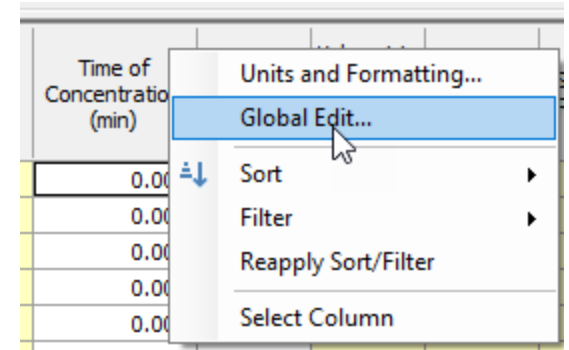 Time of
Concentratio
(min)
Units and Formatting...
Global Edit...
0.00
Sort
0.00
Filter
0.00
Reapply Sort/Filter
0.00
0.00
Select Column